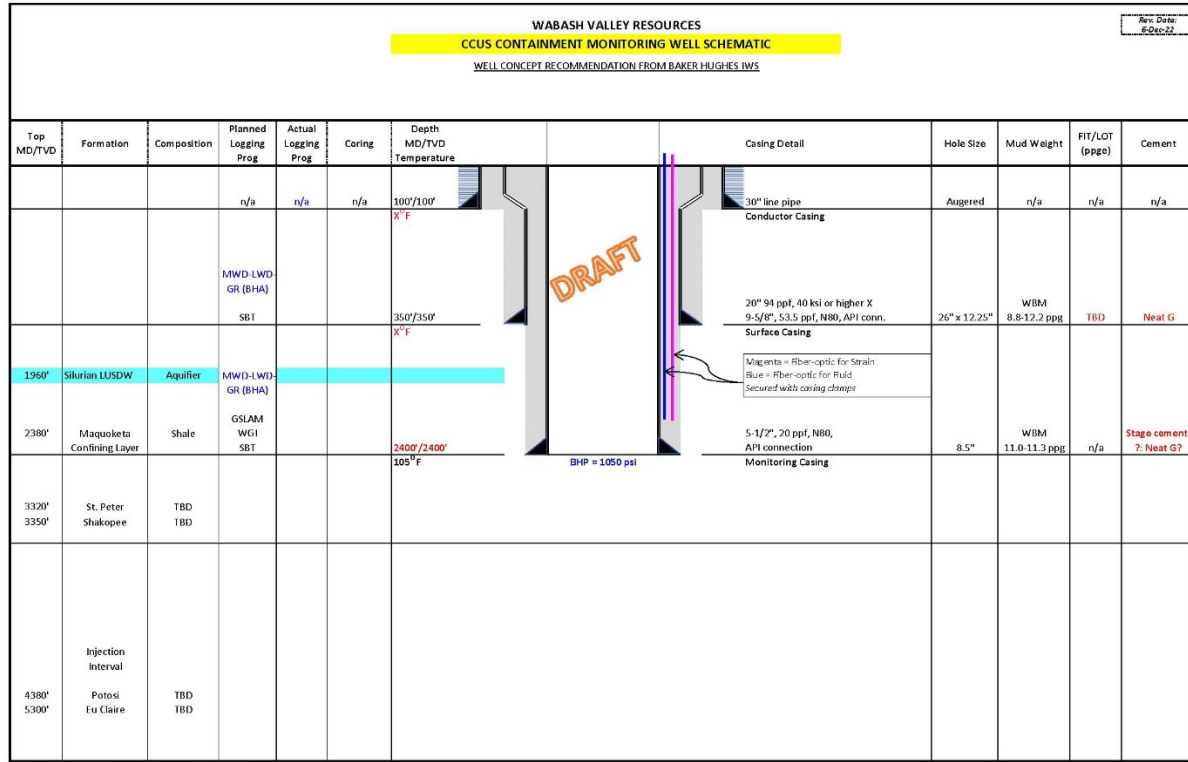 WABASH VALLEY RESOURCES
CCUS CONTAINMENT MONITORING WELL SCHEMATIC
WELL CONCEPT RECOMMENDATION FROM BAKER HUGHES IWS
Rev. Date:
6-Dec-22
Top MD/TVD
Formation
Composition
Planned Logging Prog
Actual Logging Prog
Coring
Depth MD/TVD Temperature
Casing Detail
Hole Size
Mud Weight
FIT/LOT (ppge)
Cement
n/a n/a n/a 100'/100' 30" line pipe Augered n/a n/a n/a
X°F Conductor Casing
DRAFT
MWD-LWD-
GR (BHA)
20" 94 ppf, 40 ksi or higher X WBM
SBT 350'/350' 9-5/8", 53.5 ppf, N80, API conn. 26" x 12.25" 8.8-12.2 ppg TBD Neat G
X°F Surface Casing
Magenta = Fiber-optic for Strain
Blue = Fiber-optic for Fluid
Secured with casing clamps
1960' Silurian LUSDW Aquifier MWD-LWD-
GR (BHA)
GSLAM
2380' Maquoketa Shale WGI 5-1/2", 20 ppf, N80, WBM Stage cement
Confining Layer SBT 2400'/2400' API connection 8.5" 11.0-11.3 ppg n/a ?: Neat G?
105°F BHP = 1050 psi Monitoring Casing
3320' St. Peter TBD
3350' Shakopee TBD
Injection
Interval
4380' Potosi TBD
5300' Eu Claire TBD